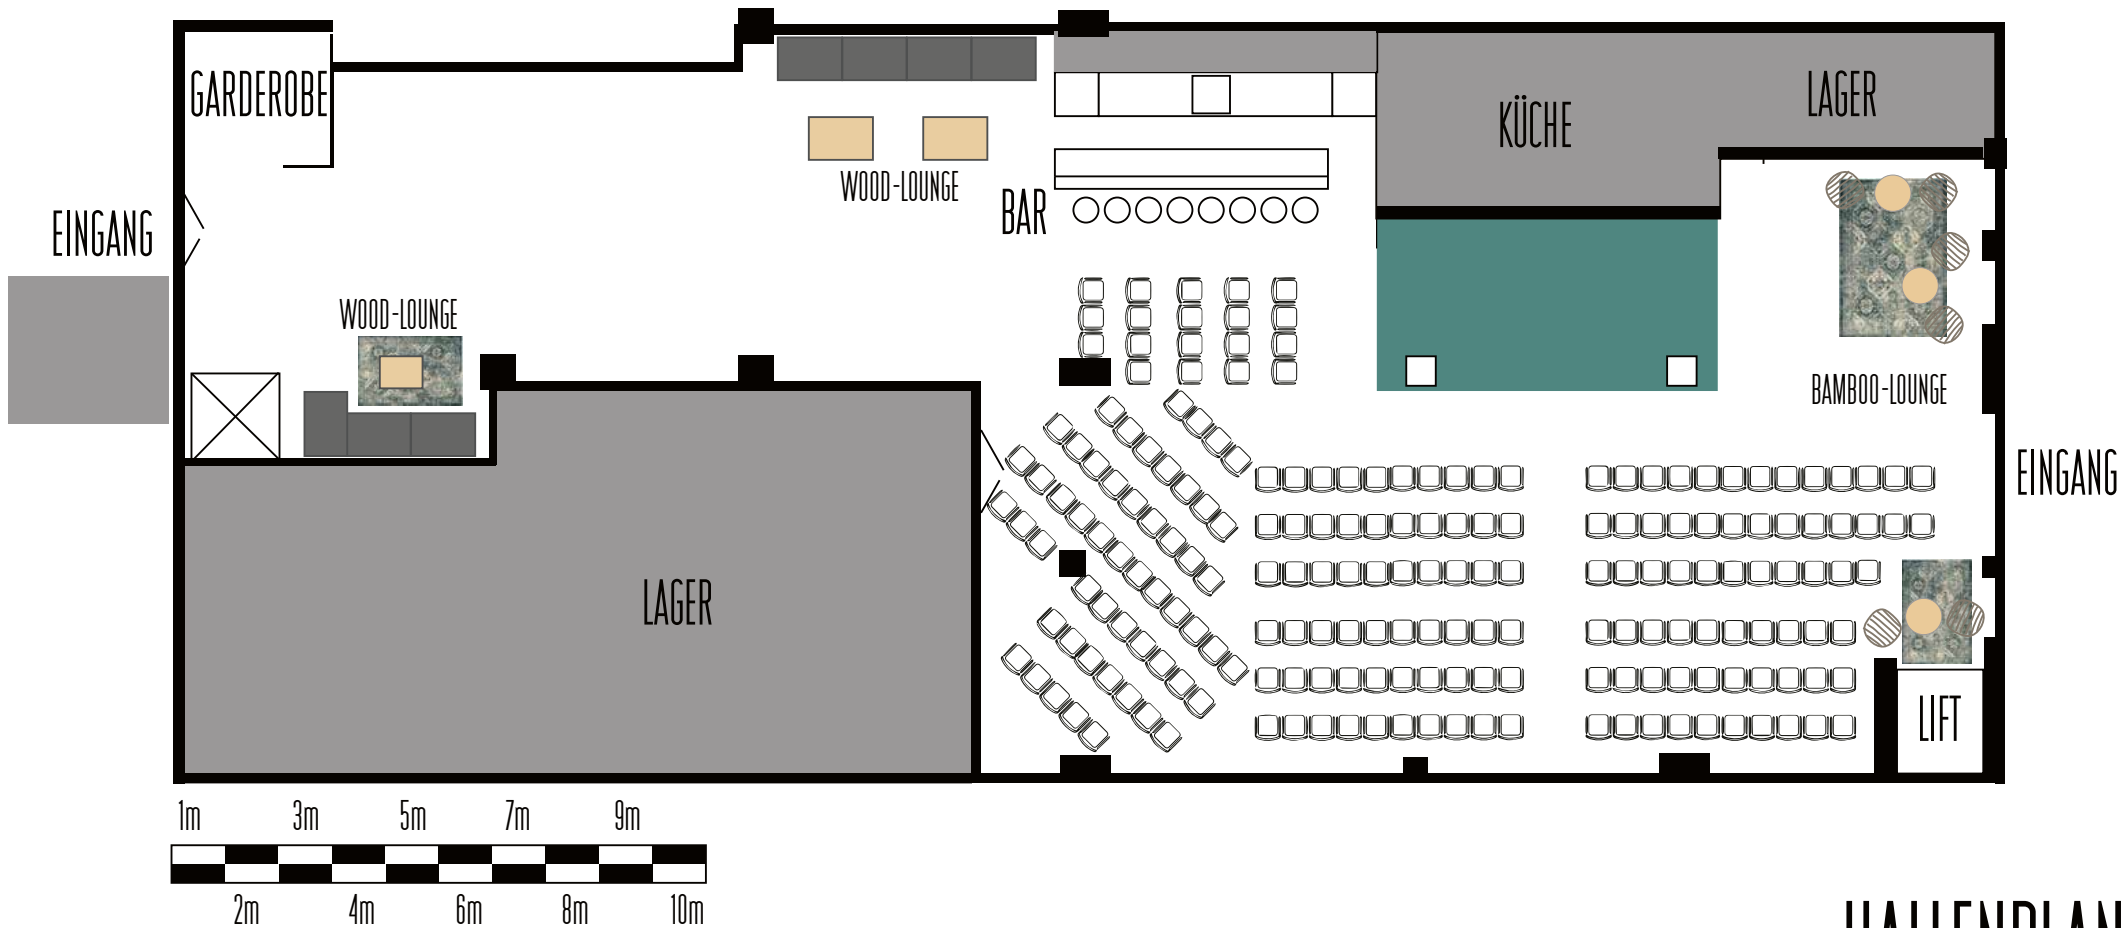 GARDEROBE
KÜCHE
LAGER
WOOD-LOUNGE
BAR
EINGANG
WOOD-LOUNGE
BAMBOO-LOUNGE
EINGANG
LAGER
LIFT
1m 3m 5m 7m 9m
2m 4m 6m 8m 10m
HALLENPLAN